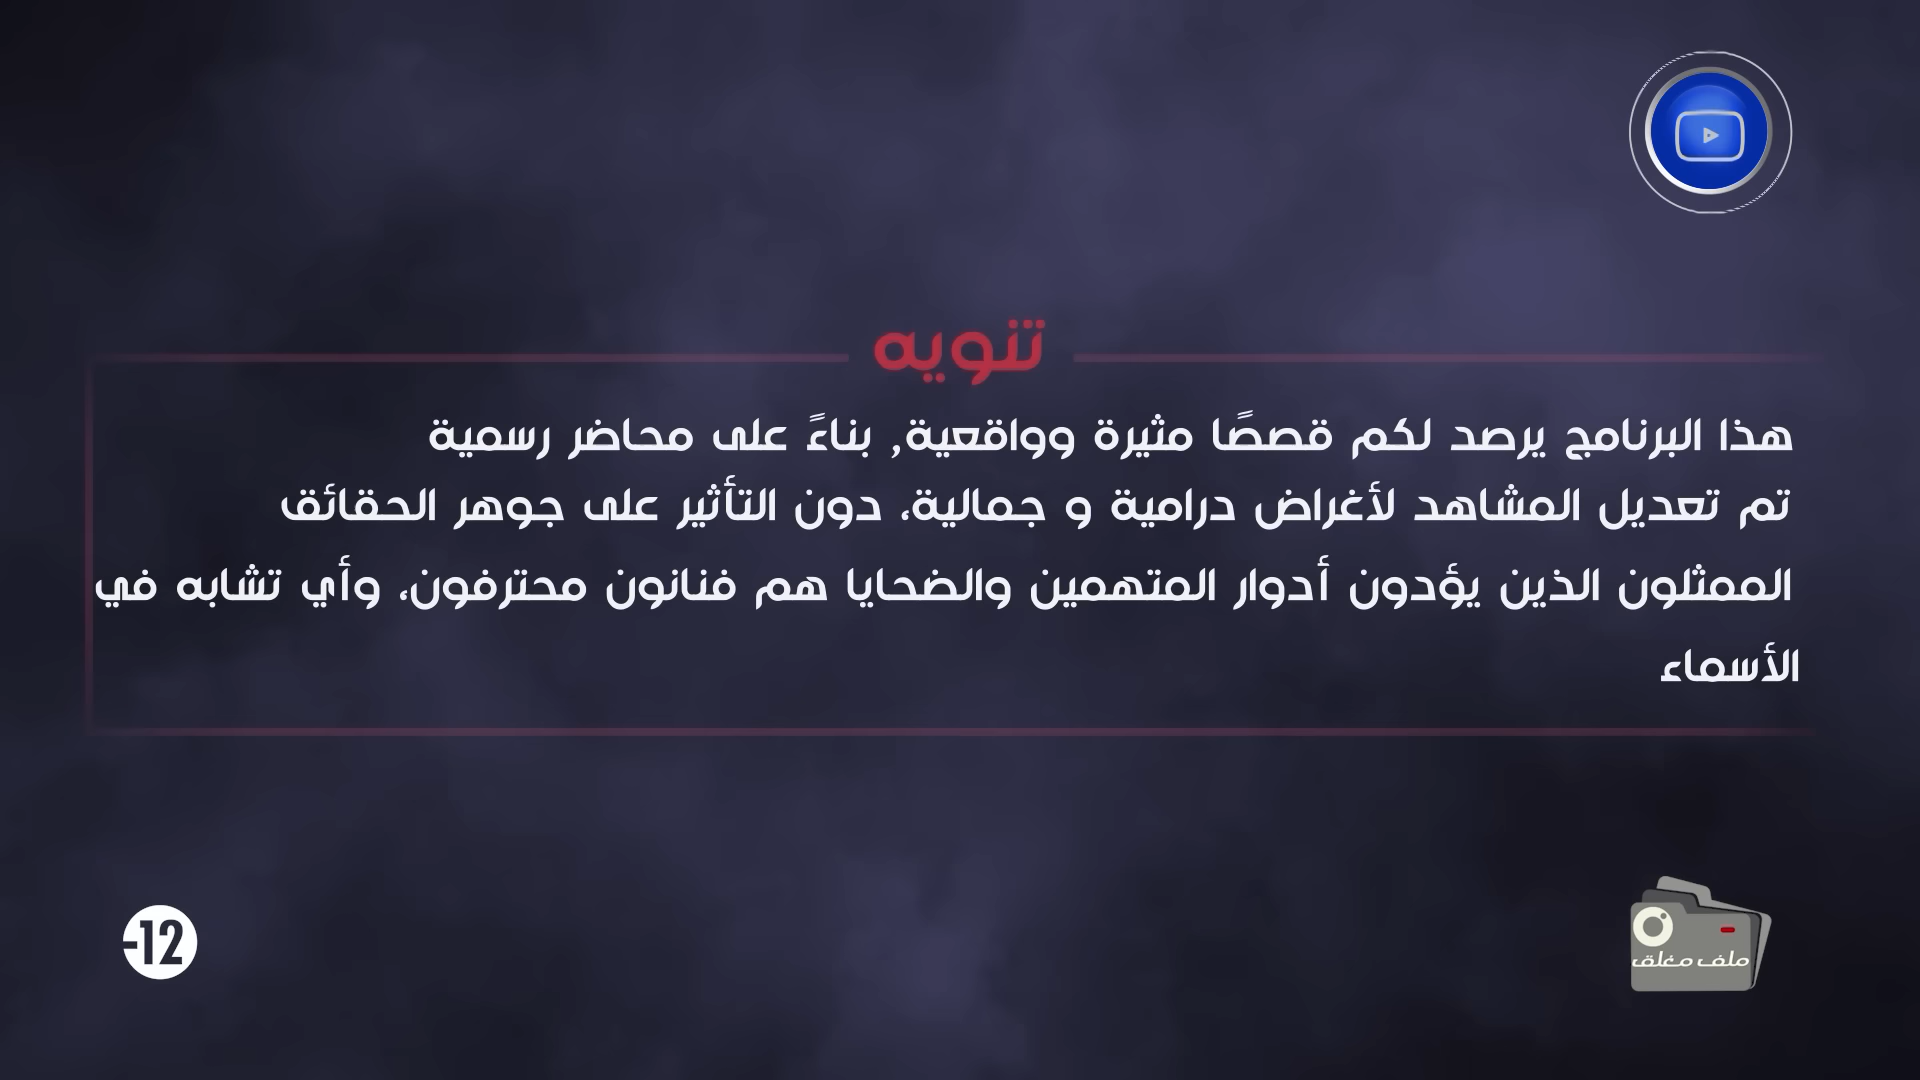 تنويه
هذا البرنامج يرصد لكم قصصًا مثيرة وواقعية, بناءً على محاضر رسمية
تم تعديل المشاهد لأغراض درامية و جمالية، دون التأثير على جوهر الحقائق
الممثلون الذين يؤدون أدوار المتهمين والضحايا هم فنانون محترفون، وأي تشابه في
الأسماء
-12
ملف مغلق